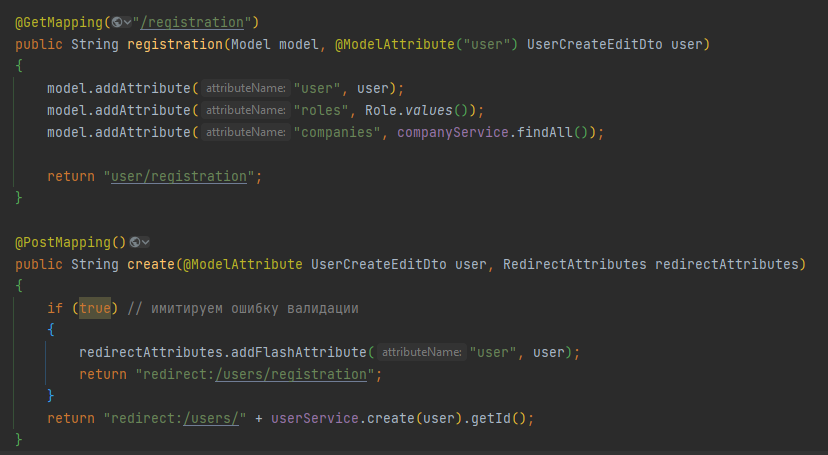 @GetMapping("/registration")
public String registration(Model model, @ModelAttribute("user") UserCreateEditDto user)
{
model.addAttribute( attributeName: "user", user);
model.addAttribute( attributeName: "roles", Role.values());
model.addAttribute( attributeName: "companies", companyService.findAll());
return "user/registration";
}
@PostMapping()
public String create(@ModelAttribute UserCreateEditDto user, RedirectAttributes redirectAttributes)
{
if (true) // имитируем ошибку валидации
{
redirectAttributes.addFlashAttribute( attributeName: "user", user);
return "redirect:/users/registration";
}
return "redirect:/users/" + userService.create(user).getId();
}